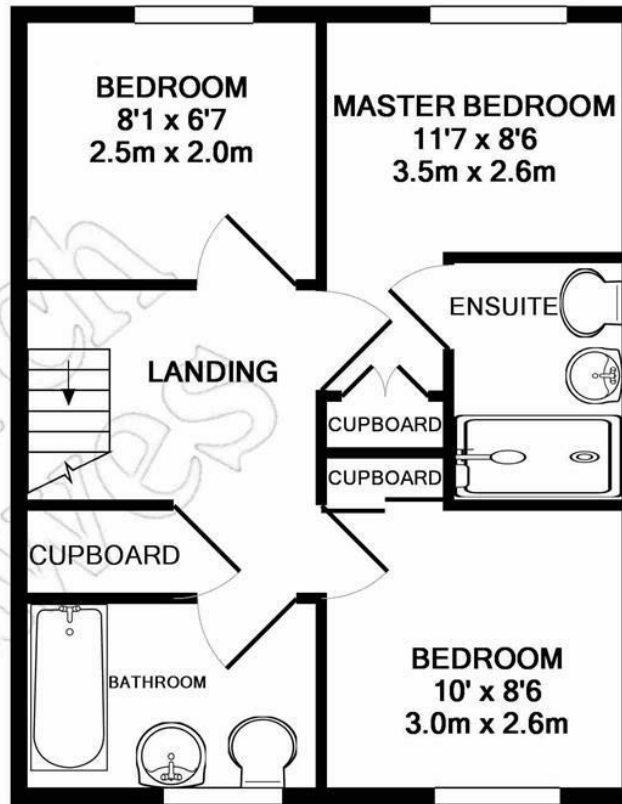 BEDROOM
8'1 x 6'7
2.5m x 2.0m
MASTER BEDROOM
11'7 x 8'6
3.5m x 2.6m
ENSUITE
LANDING
CUPBOARD
CUPBOARD
CUPBOARD
BATHROOM
BEDROOM
10' x 8'6
3.0m x 2.6m